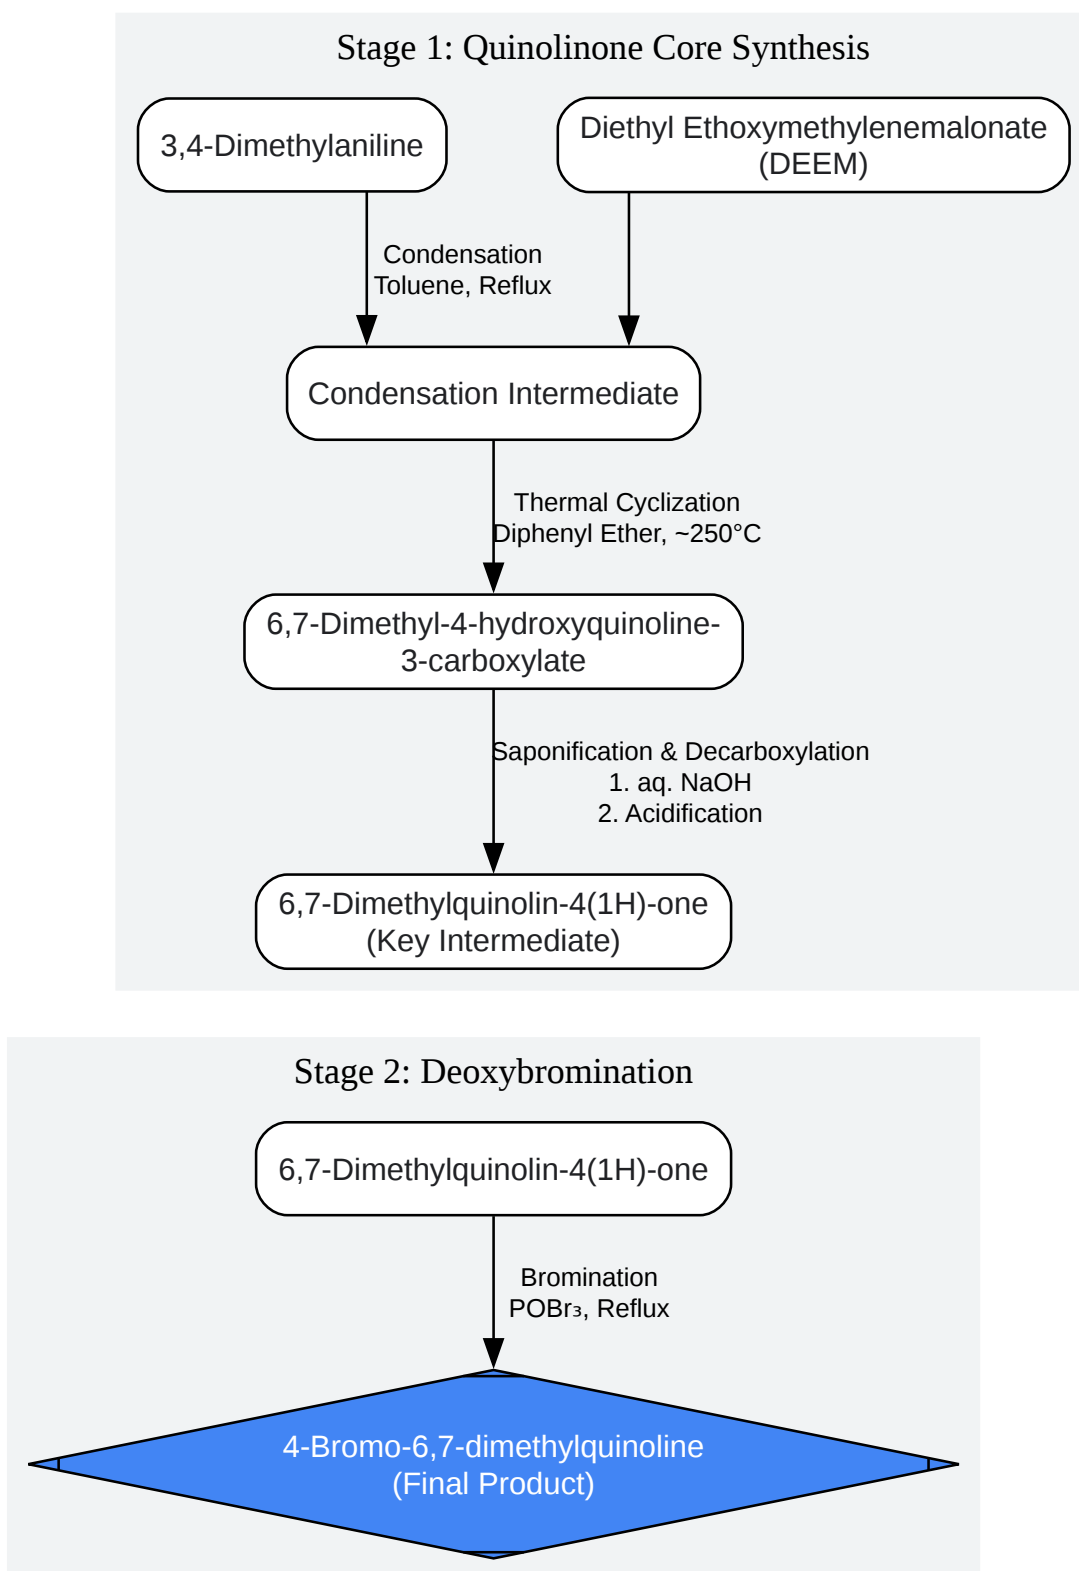 Stage 1: Quinolinone Core Synthesis
3,4-Dimethylaniline
Diethyl Ethoxymethylenemalonate
(DEEM)
Condensation
Toluene, Reflux
Condensation Intermediate
Thermal Cyclization
Diphenyl Ether, ~250°C
6,7-Dimethyl-4-hydroxyquinoline-
3-carboxylate
Saponification & Decarboxylation
1. aq. NaOH
2. Acidification
6,7-Dimethylquinolin-4(1H)-one
(Key Intermediate)
Stage 2: Deoxybromination
6,7-Dimethylquinolin-4(1H)-one
Bromination
POBr₃, Reflux
4-Bromo-6,7-dimethylquinoline
(Final Product)